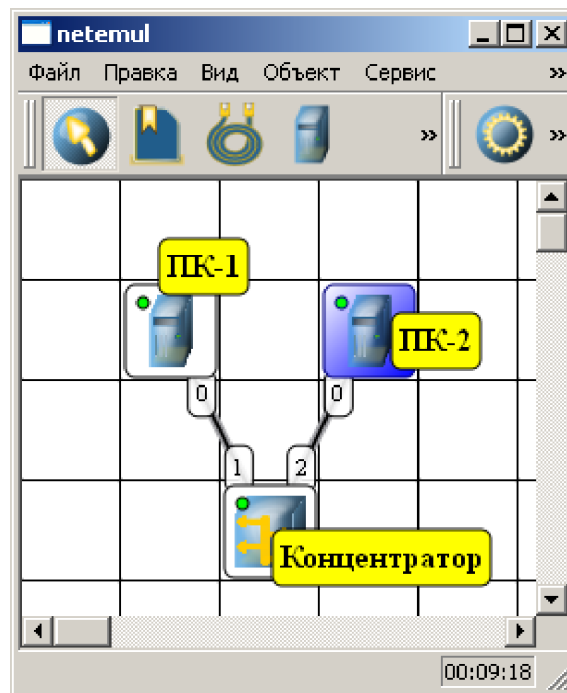 netemul
Файл Правка Вид Объект Сервис »
» »
ПК-1
ПК-2
0 0
1 2
Концентратор
00:09:18